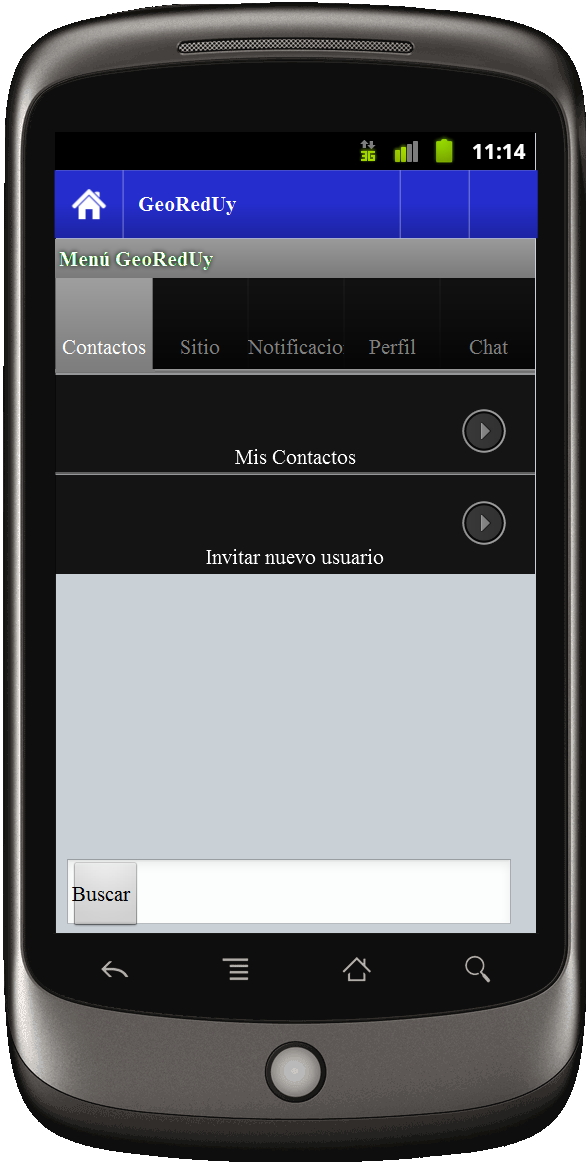 3G 11:14
GeoRedUy
Menú GeoRedUy
Contactos Sitio Notificacio Perfil Chat
Mis Contactos
Invitar nuevo usuario
Buscar